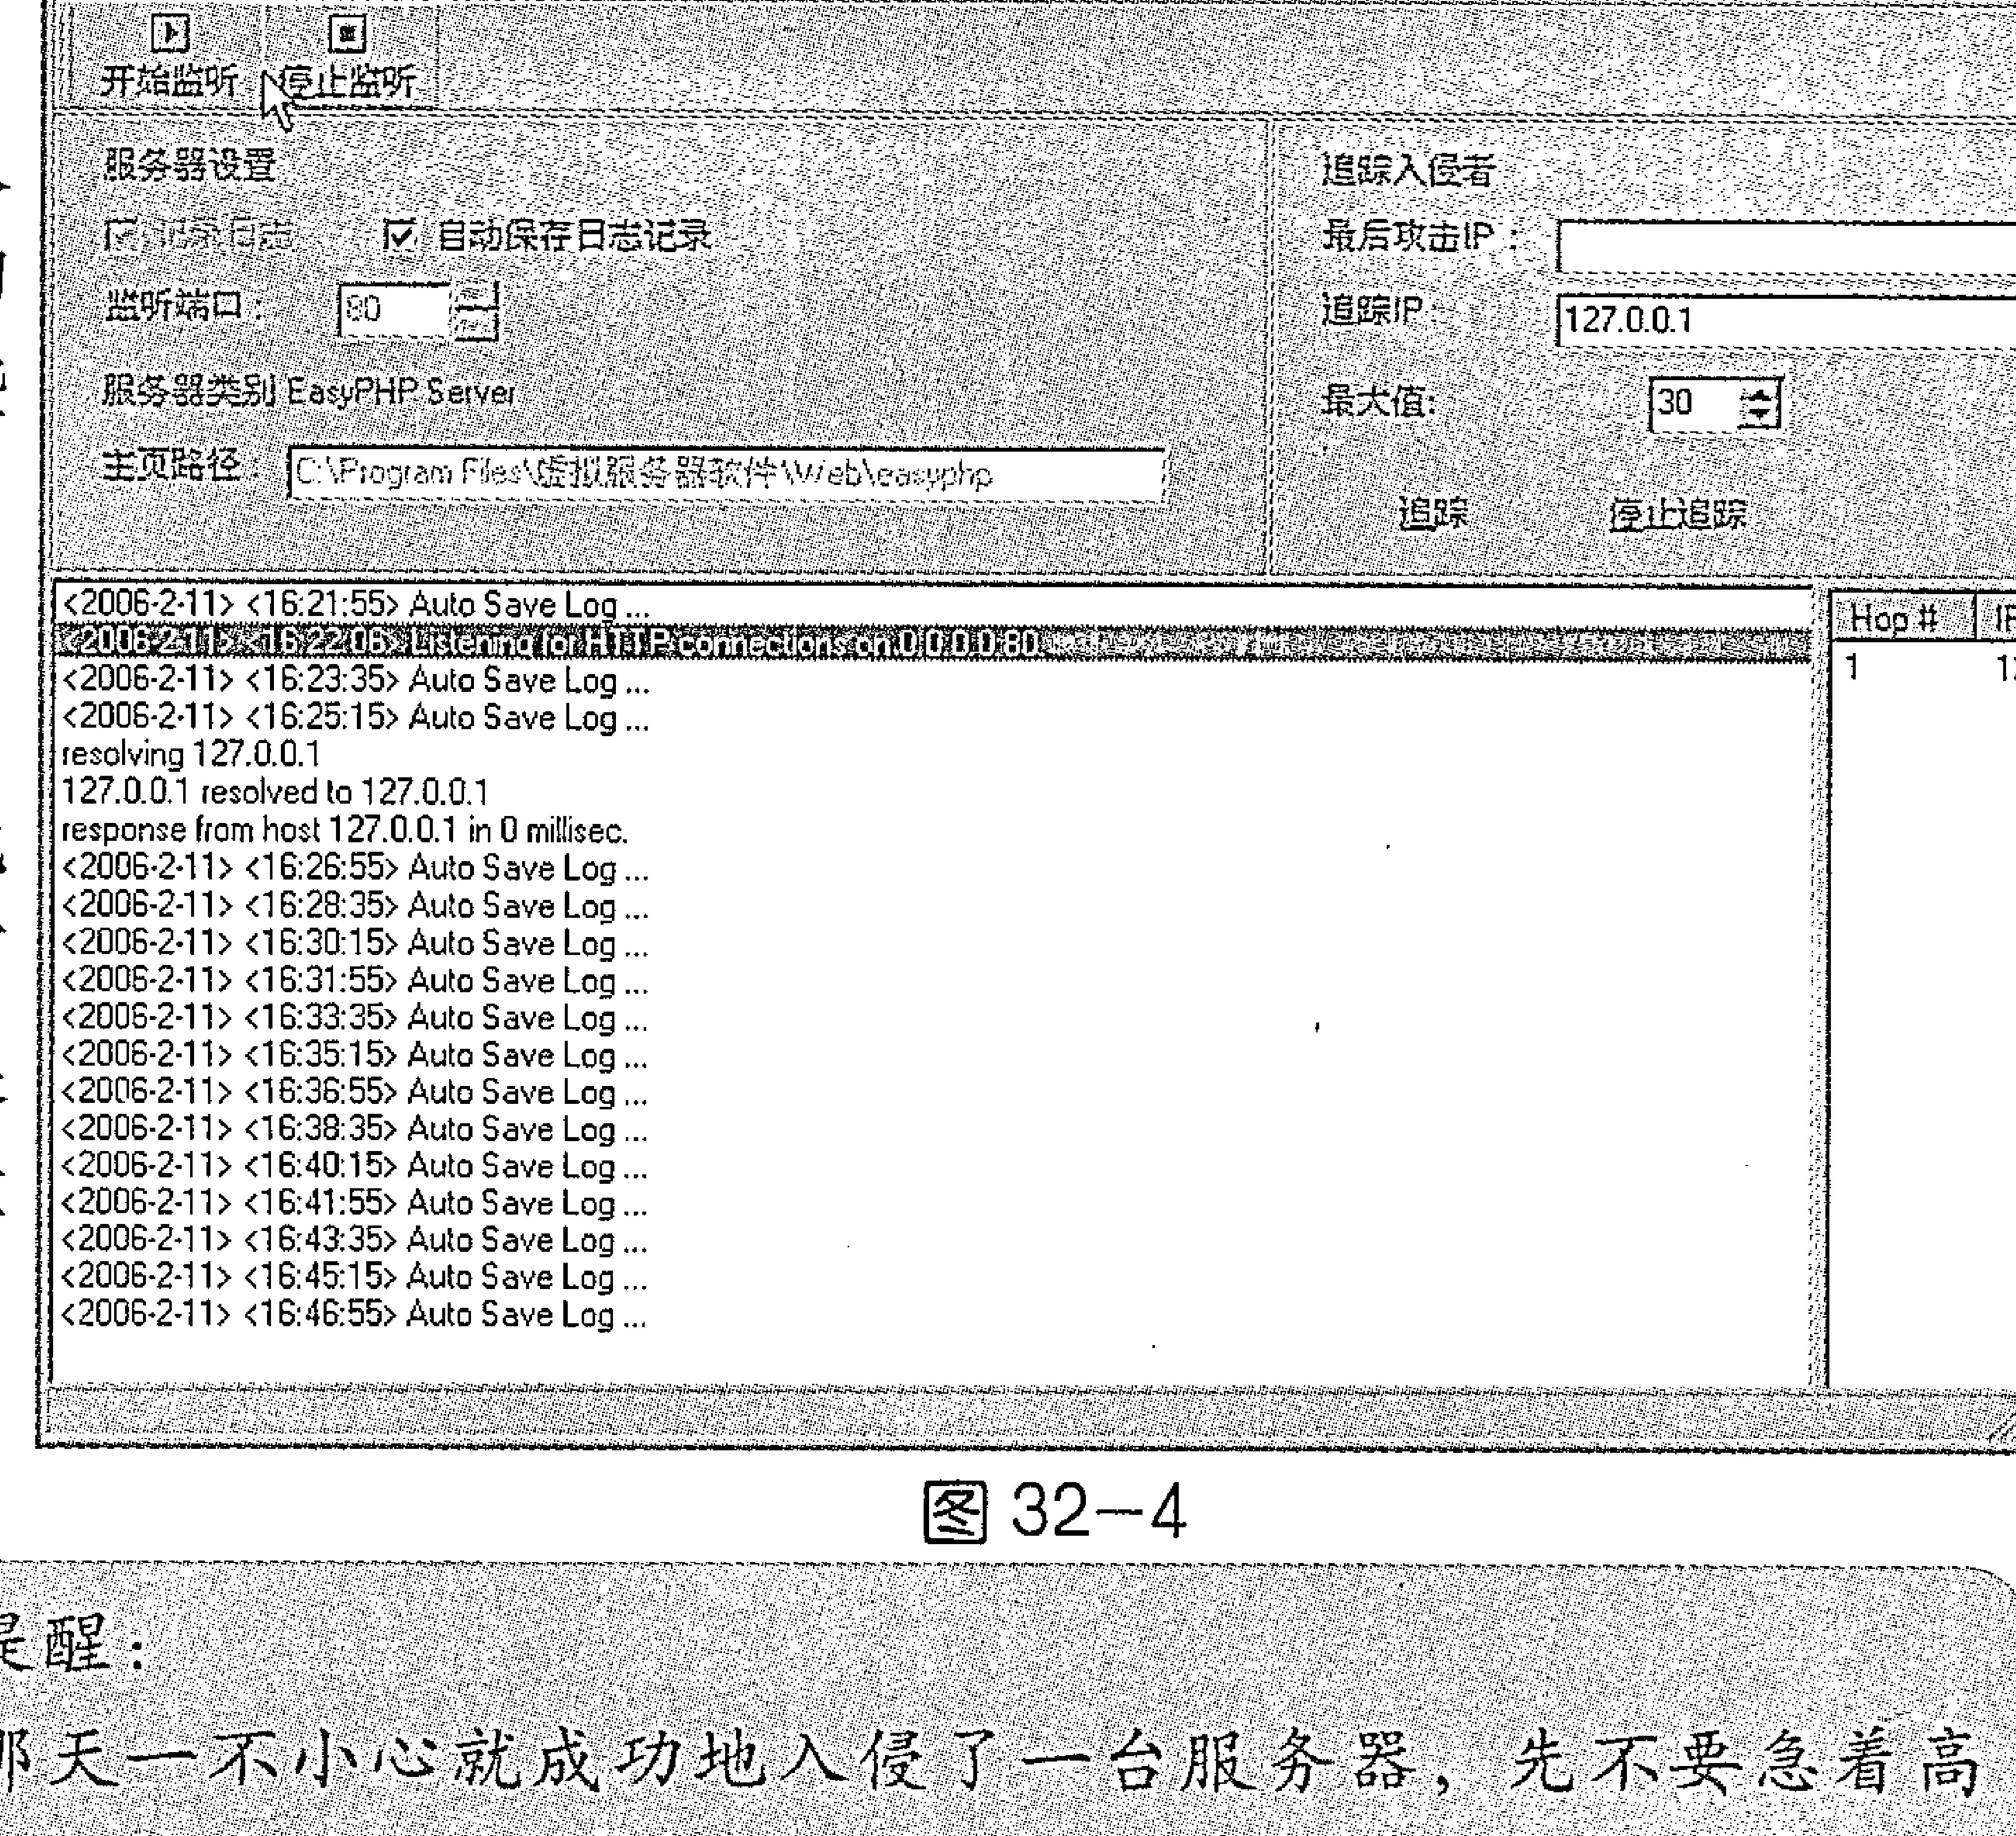 开始监听 停止监听
服务器设置
记录日志 自动保存日志记录
监听端口: 80
服务器类别 EasyPHP Server
主页路径: C:\Program Files\虚拟服务器软件\Web\easyphp
追踪入侵者
最后攻击IP:
追踪IP: 127.0.0.1
最大值: 30
追踪 停止追踪
<2006-2-11> <16:21:55> Auto Save Log ...
<2006-2-11> <16:22:06> Listening for HTTP connections on 0.0.0.0:80.
<2006-2-11> <16:23:35> Auto Save Log ...
<2006-2-11> <16:25:15> Auto Save Log ...
resolving 127.0.0.1
127.0.0.1 resolved to 127.0.0.1
response from host 127.0.0.1 in 0 millisec.
<2006-2-11> <16:26:55> Auto Save Log ...
<2006-2-11> <16:28:35> Auto Save Log ...
<2006-2-11> <16:30:15> Auto Save Log ...
<2006-2-11> <16:31:55> Auto Save Log ...
<2006-2-11> <16:33:35> Auto Save Log ...
<2006-2-11> <16:35:15> Auto Save Log ...
<2006-2-11> <16:36:55> Auto Save Log ...
<2006-2-11> <16:38:35> Auto Save Log ...
<2006-2-11> <16:40:15> Auto Save Log ...
<2006-2-11> <16:41:55> Auto Save Log ...
<2006-2-11> <16:43:35> Auto Save Log ...
<2006-2-11> <16:45:15> Auto Save Log ...
<2006-2-11> <16:46:55> Auto Save Log ...
Hop #
1
图 32-4
提醒:
那天一不小心就成功地入侵了一台服务器，先不要急着高